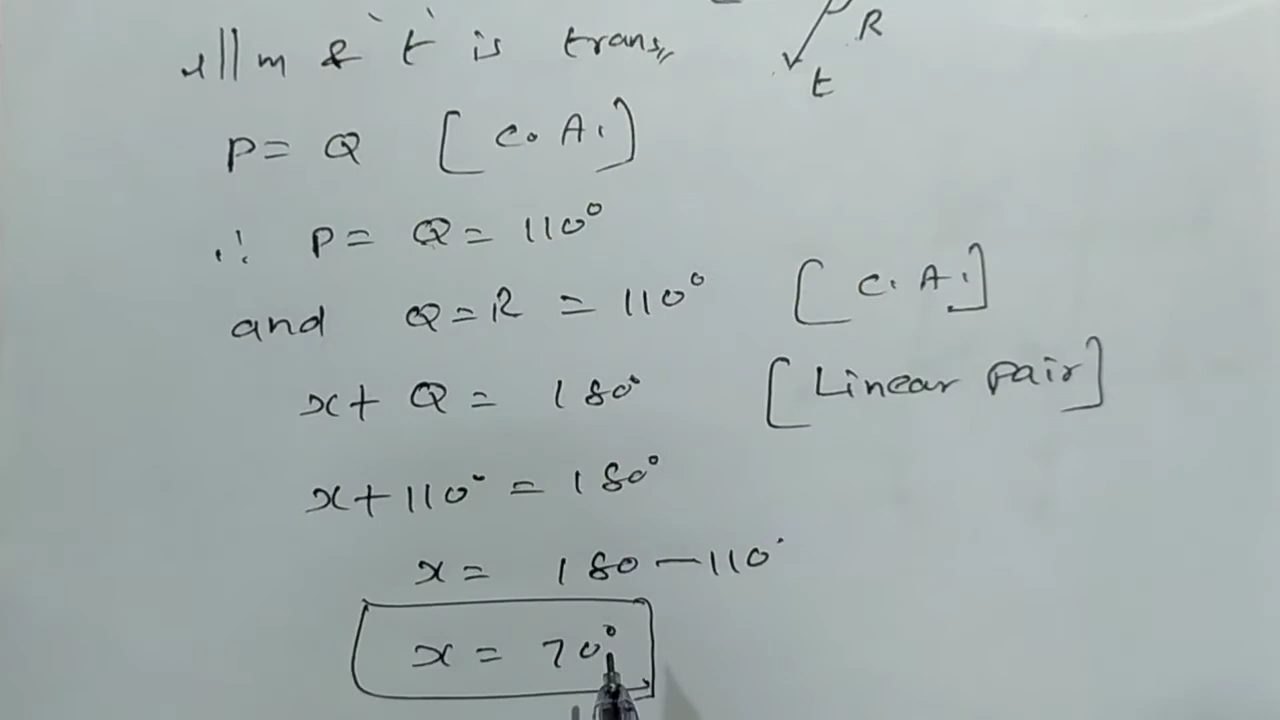 l || m & 't' is trans,,
R
t
P = Q [C. A.]
∴ P = Q = 110°
and Q = R = 110° [C. A.]
x + Q = 180° [Linear pair]
x + 110° = 180°
x = 180 - 110°
x = 70°